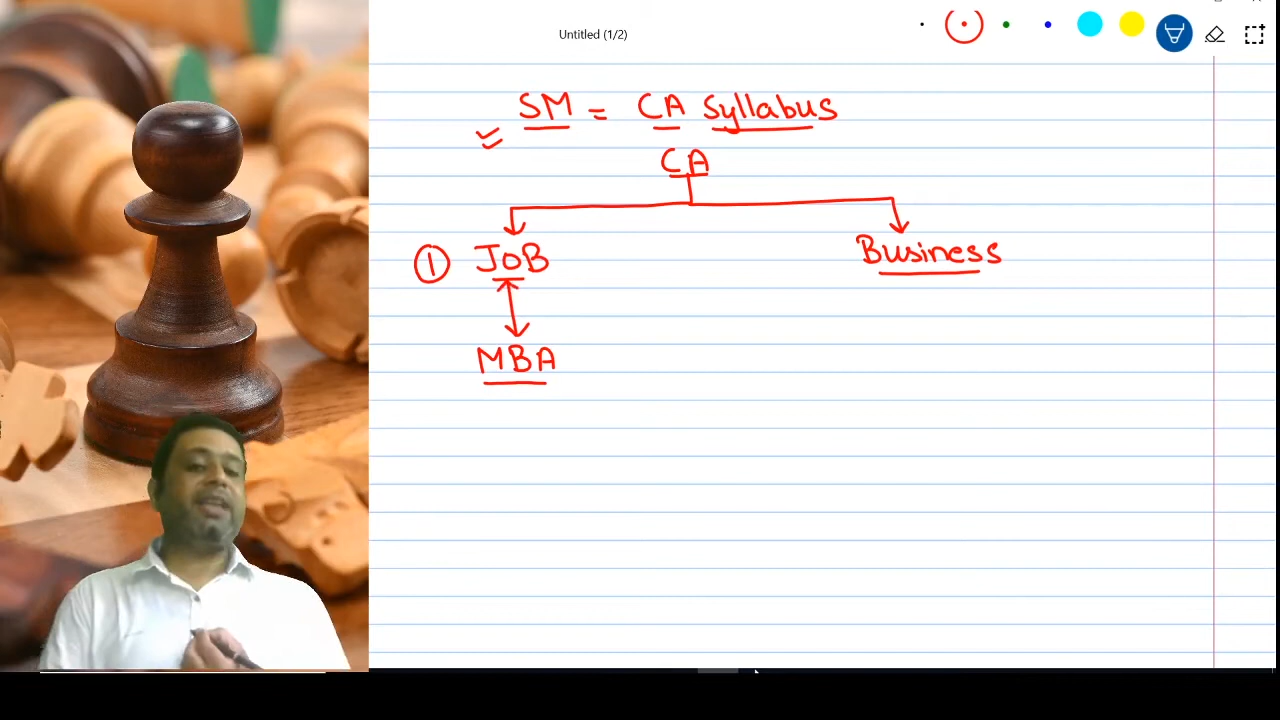 Untitled (1/2)
SM = CA Syllabus
CA
① JOB
Business
MBA